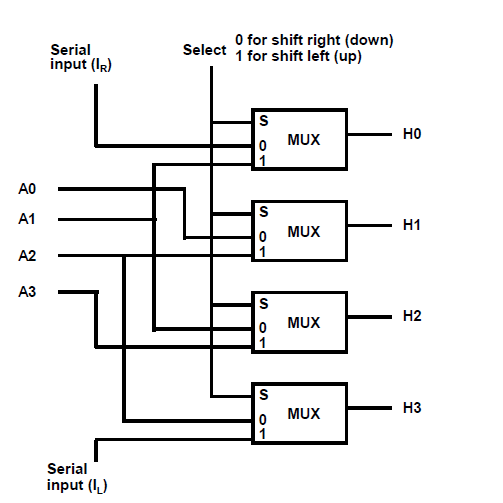 Serial
input (IR)
Select
0 for shift right (down)
1 for shift left (up)
S
0
1
MUX
H0
A0
A1
A2
A3
S
0
1
MUX
H1
S
0
1
MUX
H2
S
0
1
MUX
H3
Serial
input (IL)